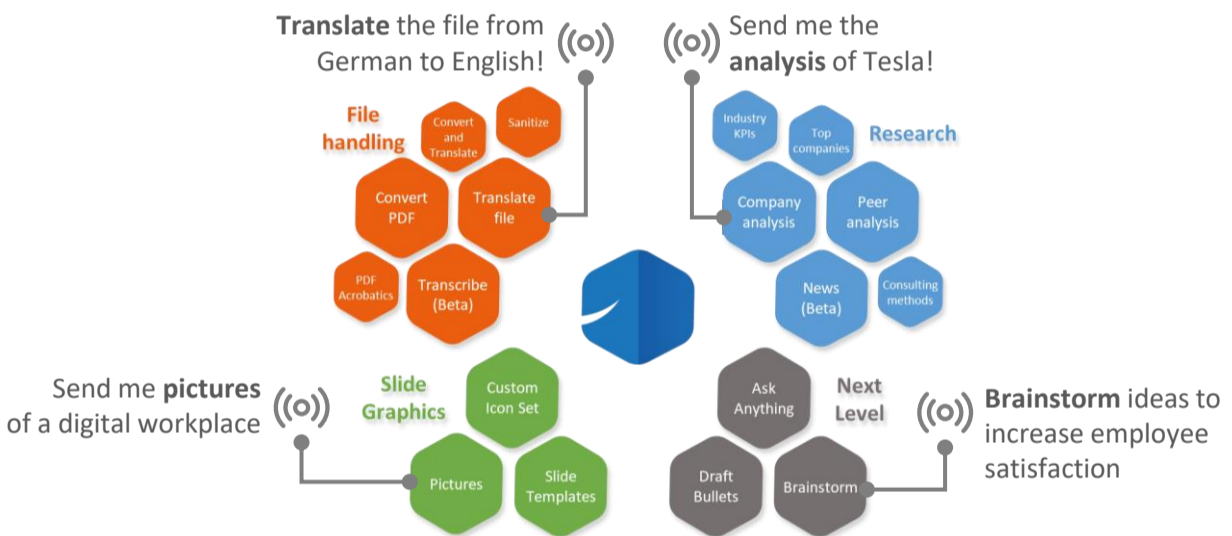 Translate the file from
German to English!
Send me the
analysis of Tesla!
File
handling
Convert
and
Translate
Sanitize
Convert
PDF
Translate
file
PDF
Acrobatics
Transcribe
(Beta)
Industry
KPIs
Top
companies
Research
Company
analysis
Peer
analysis
News
(Beta)
Consulting
methods
Send me pictures
of a digital workplace
Slide
Graphics
Custom
Icon Set
Pictures
Slide
Templates
Ask
Anything
Next
Level
Draft
Bullets
Brainstorm
Brainstorm ideas to
increase employee
satisfaction